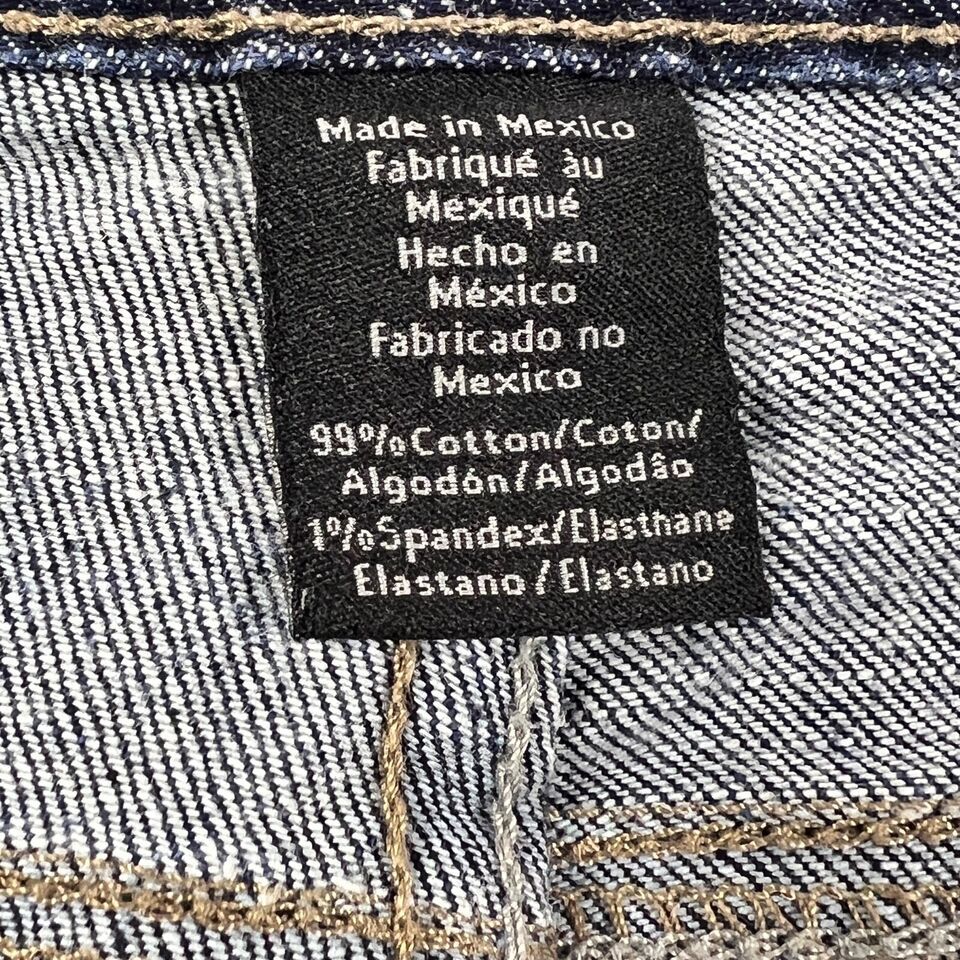 Made in Mexico
Fabriqué àu
Mexiqué
Hecho en
México
Fabricado no
Mexico
99%Cotton/Coton/
Algodón/Algodão
1%Spandex/Elasthane
Elastano/Elastano